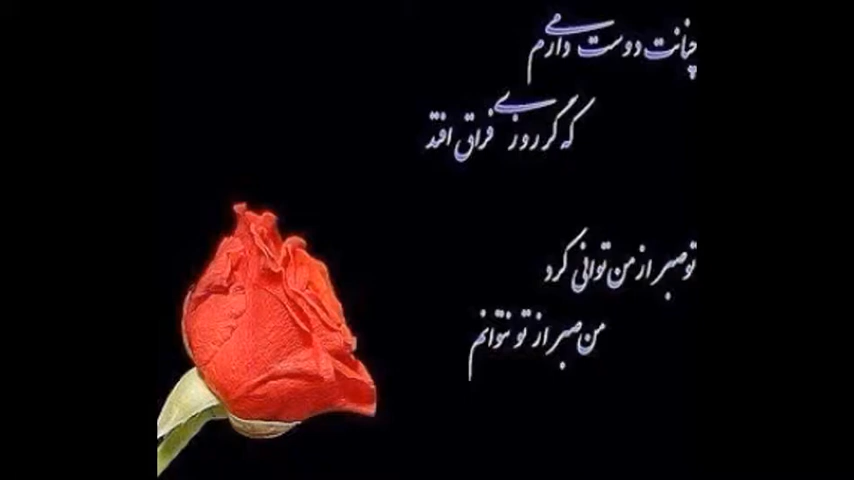 چنانت دوست می دارم
که گر روزی فراق افتد
تو صبر از من توانی کرد
من صبر از تو نتوانم